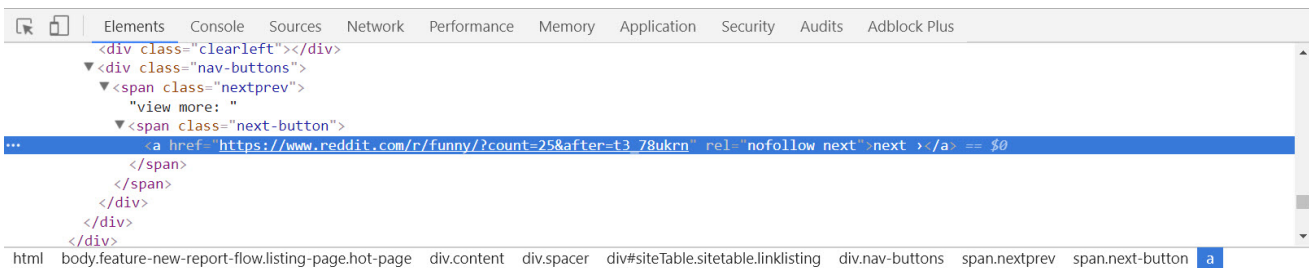 Elements Console Sources Network Performance Memory Application Security Audits Adblock Plus
<div class="clearleft"></div>
▼<div class="nav-buttons">
▼<span class="nextprev">
"view more: "
▼<span class="next-button">
... <a href="https://www.reddit.com/r/funny/?count=25&after=t3_78ukrn" rel="nofollow next">next ›</a> == $0
</span>
</span>
</div>
</div>
</div>
html body.feature-new-report-flow.listing-page.hot-page div.content div.spacer div#siteTable.sitetable.linklisting div.nav-buttons span.nextprev span.next-button a